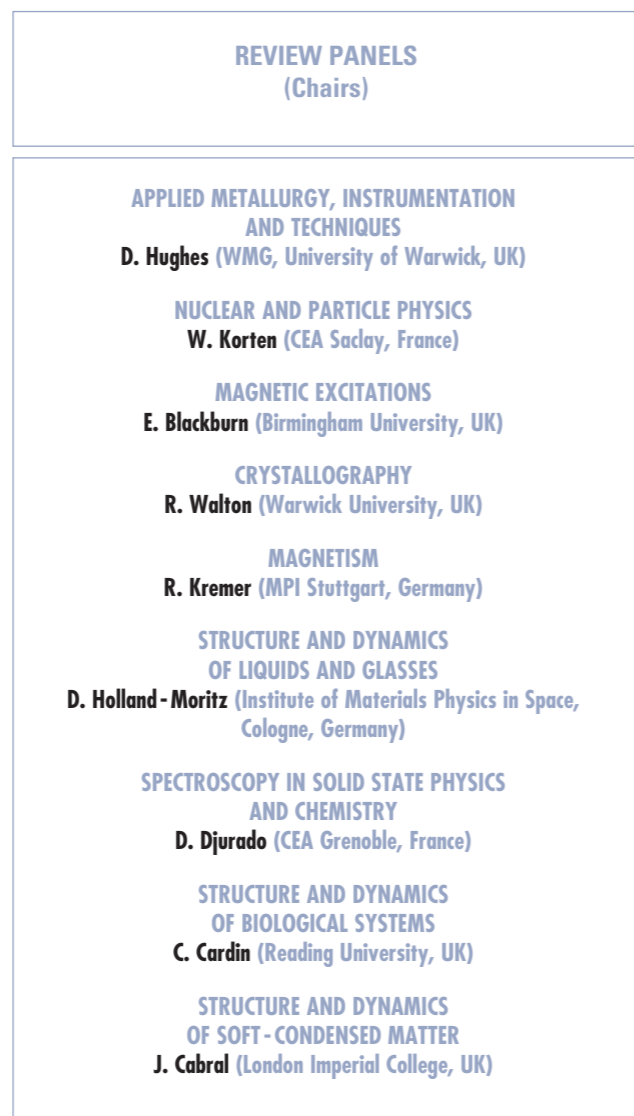 REVIEW PANELS
(Chairs)
APPLIED METALLURGY, INSTRUMENTATION
AND TECHNIQUES
D. Hughes (WMG, University of Warwick, UK)
NUCLEAR AND PARTICLE PHYSICS
W. Korten (CEA Saclay, France)
MAGNETIC EXCITATIONS
E. Blackburn (Birmingham University, UK)
CRYSTALLOGRAPHY
R. Walton (Warwick University, UK)
MAGNETISM
R. Kremer (MPI Stuttgart, Germany)
STRUCTURE AND DYNAMICS
OF LIQUIDS AND GLASSES
D. Holland-Moritz (Institute of Materials Physics in Space,
Cologne, Germany)
SPECTROSCOPY IN SOLID STATE PHYSICS
AND CHEMISTRY
D. Djurado (CEA Grenoble, France)
STRUCTURE AND DYNAMICS
OF BIOLOGICAL SYSTEMS
C. Cardin (Reading University, UK)
STRUCTURE AND DYNAMICS
OF SOFT-CONDENSED MATTER
J. Cabral (London Imperial College, UK)